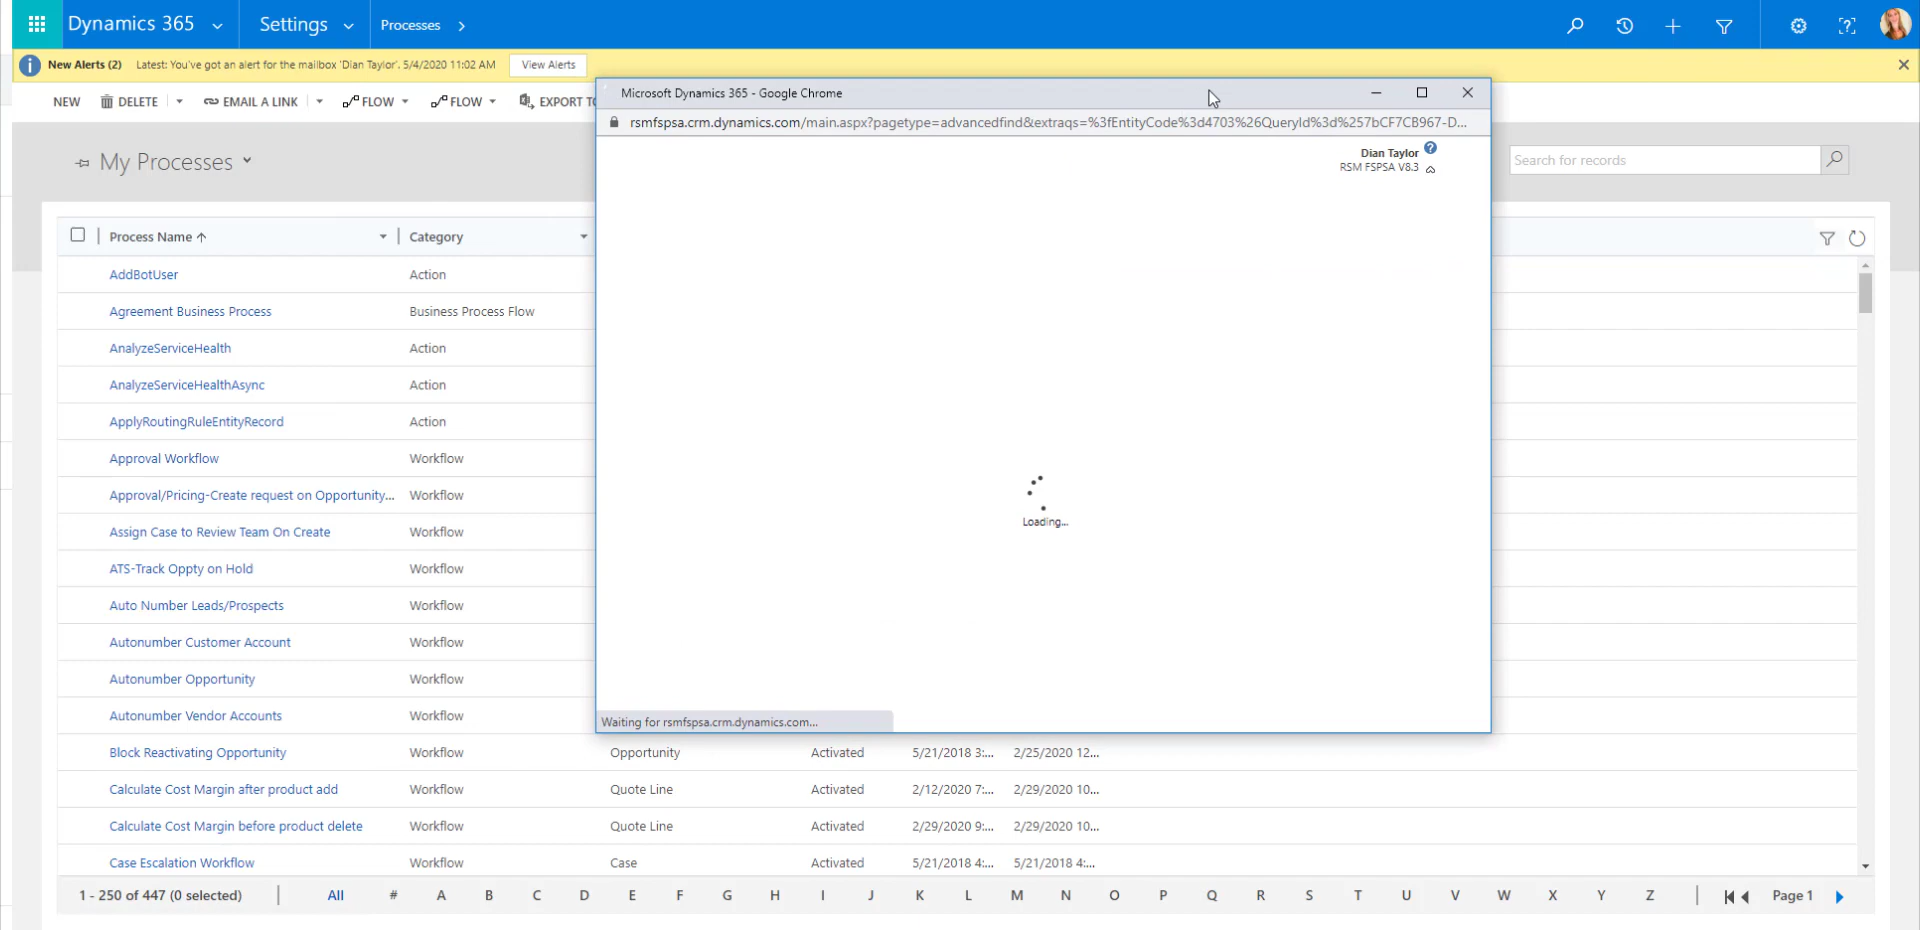 Dynamics 365 Settings Processes
New Alerts (2) Latest: You've got an alert for the mailbox 'Dian Taylor'. 5/4/2020 11:02 AM View Alerts
NEW DELETE EMAIL A LINK FLOW FLOW EXPORT TO
Microsoft Dynamics 365 - Google Chrome
rsmfspsa.crm.dynamics.com/main.aspx?pagetype=advancedfind&extraqs=%3fEntityCode%3d4703%26QueryId%3d%257bCF7CB967-D...
Dian Taylor
RSM FSPSA V8.3
Loading...
Waiting for rsmfspsa.crm.dynamics.com...
My Processes
Search for records
Process Name Category
AddBotUser Action
Agreement Business Process Business Process Flow
AnalyzeServiceHealth Action
AnalyzeServiceHealthAsync Action
ApplyRoutingRuleEntityRecord Action
Approval Workflow Workflow
Approval/Pricing-Create request on Opportunity... Workflow
Assign Case to Review Team On Create Workflow
ATS-Track Oppty on Hold Workflow
Auto Number Leads/Prospects Workflow
Autonumber Customer Account Workflow
Autonumber Opportunity Workflow
Autonumber Vendor Accounts Workflow
Block Reactivating Opportunity Workflow Opportunity Activated 5/21/2018 3:... 2/25/2020 12...
Calculate Cost Margin after product add Workflow Quote Line Activated 2/12/2020 7:... 2/29/2020 10...
Calculate Cost Margin before product delete Workflow Quote Line Activated 2/29/2020 9:... 2/29/2020 10...
Case Escalation Workflow Workflow Case Activated 5/21/2018 4:... 5/21/2018 4:...
1 - 250 of 447 (0 selected) All # A B C D E F G H I J K L M N O P Q R S T U V W X Y Z Page 1